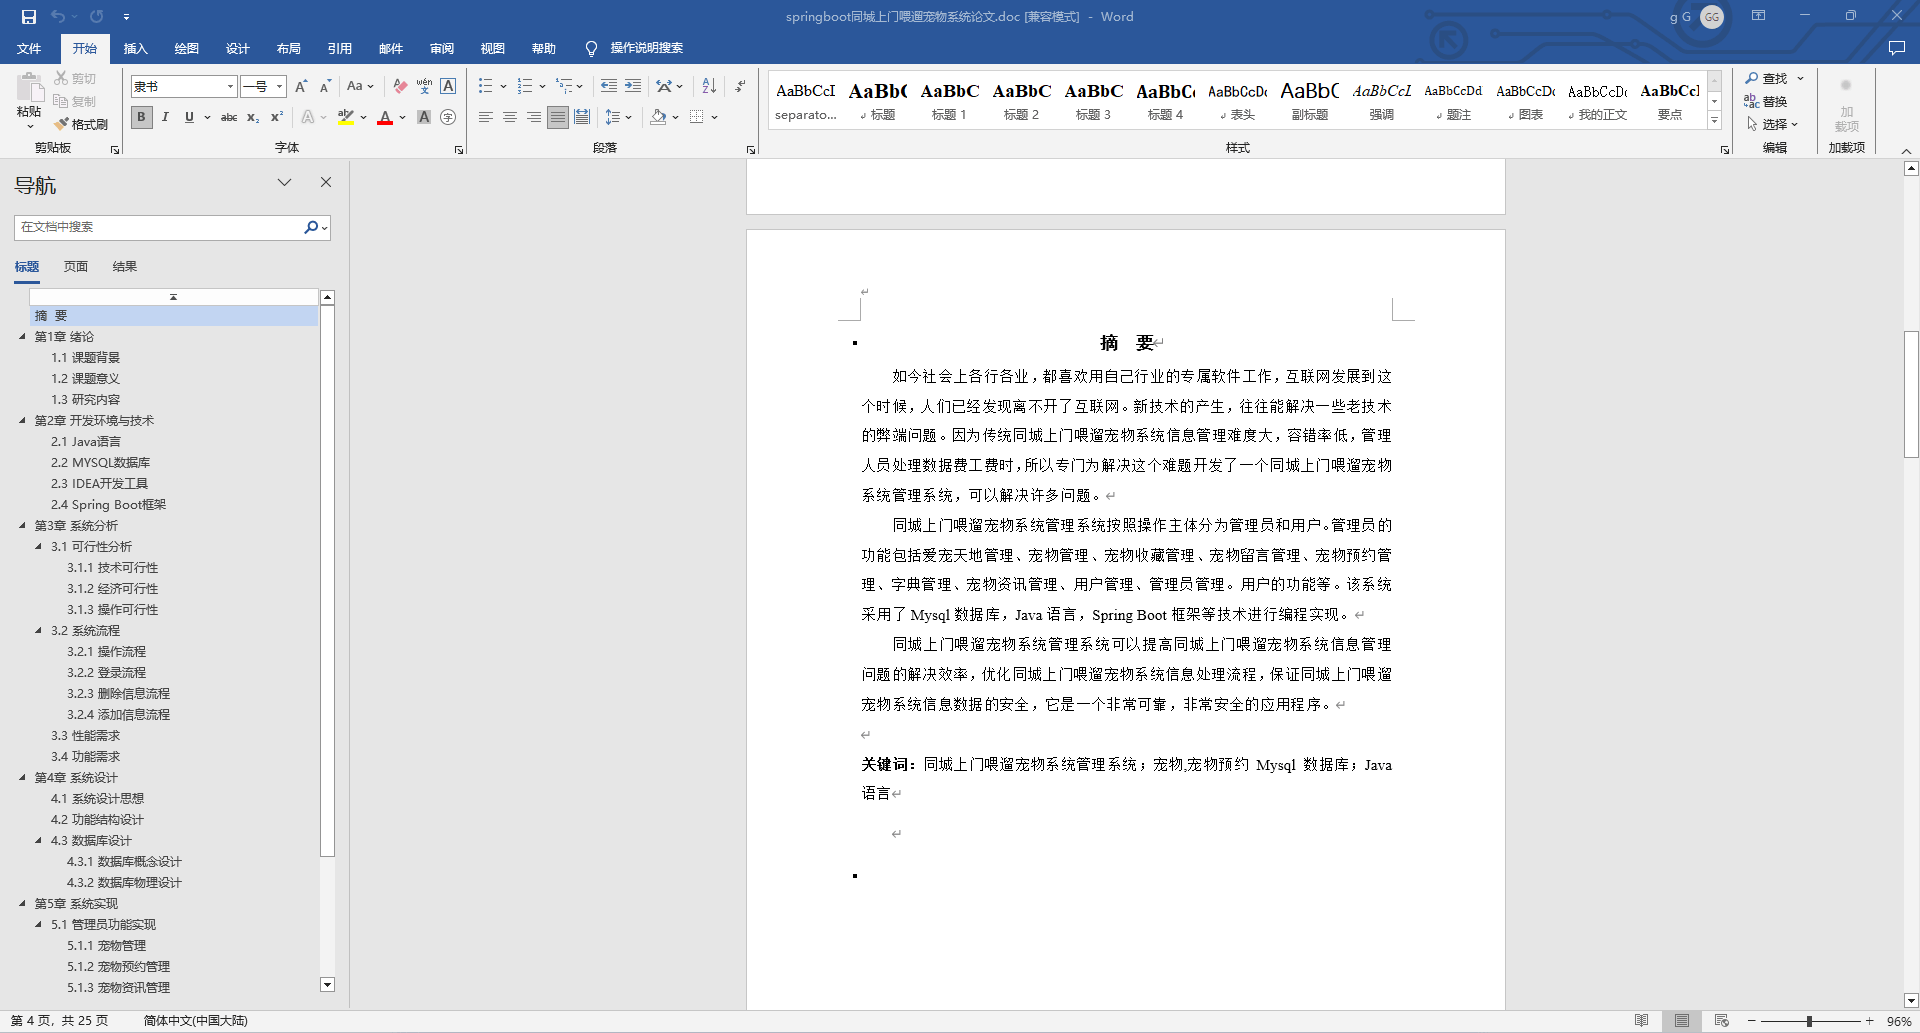 springboot同城上门喂遛宠物系统论文.doc [兼容模式] - Word
g G
GG
文件 开始 插入 绘图 设计 布局 引用 邮件 审阅 视图 帮助 操作说明搜索
粘贴
剪切
复制
格式刷
剪贴板
隶书 一号
字体
段落
AaBbCcI AaBb( AaBbC AaBbC AaBbC AaBbC( AaBbCcDc AaBbC AaBbCcL AaBbCcDd AaBbCcDc AaBbCcDc AaBbCcl
separato... 标题 标题 1 标题 2 标题 3 标题 4 表头 副标题 强调 题注 图表 我的正文 要点
样式
查找
替换
选择
编辑
加
载项
加载项
导航
在文档中搜索
标题 页面 结果
摘 要
第1章 绪论
1.1 课题背景
1.2 课题意义
1.3 研究内容
第2章 开发环境与技术
2.1 Java语言
2.2 MYSQL数据库
2.3 IDEA开发工具
2.4 Spring Boot框架
第3章 系统分析
3.1 可行性分析
3.1.1 技术可行性
3.1.2 经济可行性
3.1.3 操作可行性
3.2 系统流程
3.2.1 操作流程
3.2.2 登录流程
3.2.3 删除信息流程
3.2.4 添加信息流程
3.3 性能需求
3.4 功能需求
第4章 系统设计
4.1 系统设计思想
4.2 功能结构设计
4.3 数据库设计
4.3.1 数据库概念设计
4.3.2 数据库物理设计
第5章 系统实现
5.1 管理员功能实现
5.1.1 宠物管理
5.1.2 宠物预约管理
5.1.3 宠物资讯管理
摘 要
如今社会上各行各业，都喜欢用自己行业的专属软件工作，互联网发展到这
个时候，人们已经发现离不开了互联网。新技术的产生，往往能解决一些老技术
的弊端问题。因为传统同城上门喂遛宠物系统信息管理难度大，容错率低，管理
人员处理数据费工费时，所以专门为解决这个难题开发了一个同城上门喂遛宠物
系统管理系统，可以解决许多问题。
同城上门喂遛宠物系统管理系统按照操作主体分为管理员和用户。管理员的
功能包括爱宠天地管理、宠物管理、宠物收藏管理、宠物留言管理、宠物预约管
理、字典管理、宠物资讯管理、用户管理、管理员管理。用户的功能等。该系统
采用了 Mysql 数据库，Java 语言，Spring Boot 框架等技术进行编程实现。
同城上门喂遛宠物系统管理系统可以提高同城上门喂遛宠物系统信息管理
问题的解决效率，优化同城上门喂遛宠物系统信息处理流程，保证同城上门喂遛
宠物系统信息数据的安全，它是一个非常可靠，非常安全的应用程序。
关键词：同城上门喂遛宠物系统管理系统；宠物,宠物预约 Mysql 数据库；Java
语言
第 4 页，共 25 页 简体中文(中国大陆) 96%